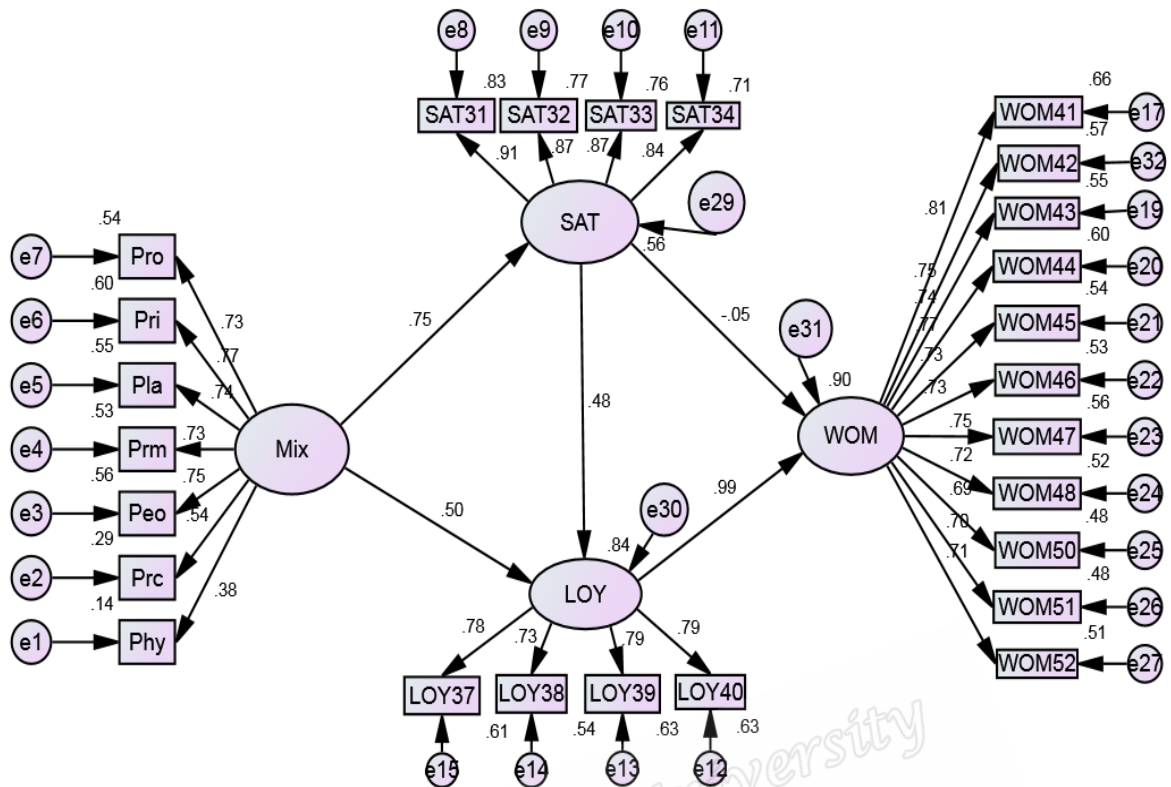 e8 e9 e10 e11
.83 .77 .76 .71
SAT31 SAT32 SAT33 SAT34
.91 .87 .87 .84
SAT
.56
e29
e7
.54
Pro
e6
.60
Pri
e5
.55
Pla
e4
.53
Prm
e3
.56
Peo
e2
.29
Prc
e1
.14
Phy
.73
.77
.74
.73
.75
.54
.38
Mix
.75
.50
.48
-.05
.99
e31
.90
WOM
e30
.84
LOY
.78 .73 .79 .79
LOY37 LOY38 LOY39 LOY40
.61 .54 .63 .63
e15 e14 e13 e12
.66
WOM41 e17
.57
WOM42 e32
.55
WOM43 e19
.60
WOM44 e20
.54
WOM45 e21
.53
WOM46 e22
.56
WOM47 e23
.52
WOM48 e24
.48
WOM50 e25
.48
WOM51 e26
.51
WOM52 e27
.81
.75
.74
.77
.73
.73
.75
.72
.69
.70
.71
University